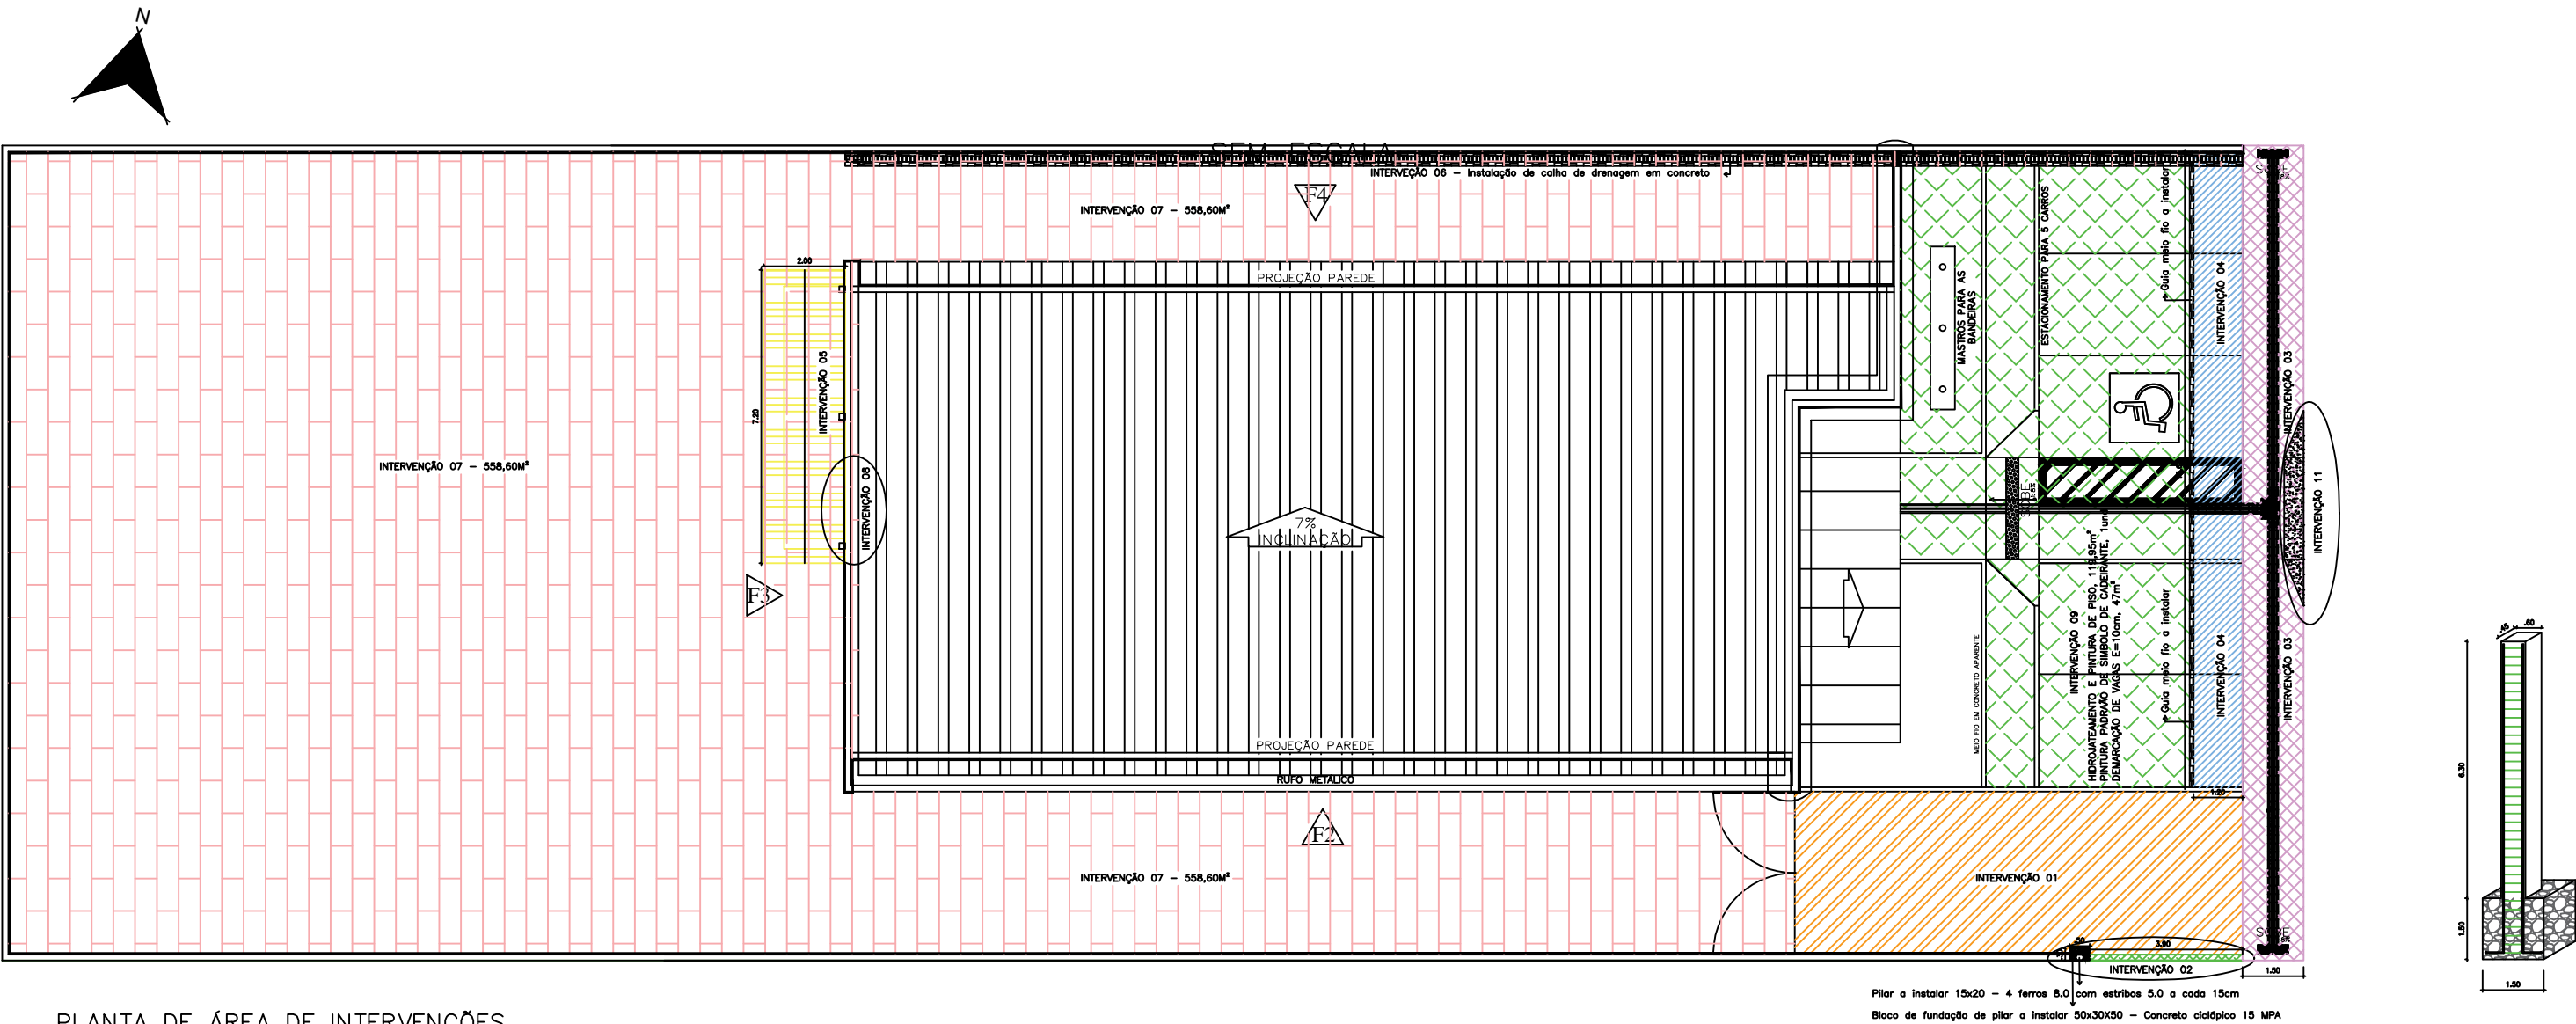 N
SEM ESCALA
INTERVEÇÃO 06 - Instalação de calha de drenagem em concreto
F4
INTERVENÇÃO 07 - 558,60M²
PROJEÇÃO PAREDE
2.00
7.20
INTERVENÇÃO 05
INTERVENÇÃO 08
INTERVENÇÃO 07 - 558,60M²
7%
INCLINAÇÃO
F3
PROJEÇÃO PAREDE
RUFO METÁLICO
F2
INTERVENÇÃO 07 - 558,60M²
MASTROS PARA AS
BANDEIRAS
ESTACIONAMENTO PARA 5 CARROS
Guia meio fio a instalar
INTERVENÇÃO 04
INTERVENÇÃO 03
SOBE
INTERVENÇÃO 11
MEIO FIO EM CONCRETO APARENTE
INTERVENÇÃO 09
HIDROJATEAMENTO E PINTURA DE PISO, 119,95m²
PINTURA PADRAÃO DE SIMBOLO DE CADEIRANTE, 1und
DEMARCAÇÃO DE VAGAS E=10cm, 47m²
Guia meio fio a instalar
INTERVENÇÃO 04
INTERVENÇÃO 03
1.20
INTERVENÇÃO 01
SOBE
.50
3.90
INTERVENÇÃO 02
1.50
Pilar a instalar 15x20 - 4 ferros 8.0 com estribos 5.0 a cada 15cm
Bloco de fundação de pilar a instalar 50x30X50 - Concreto ciclópico 15 MPA
.60
6.30
1.50
1.50
PLANTA DE ÁREA DE INTERVENÇÕES